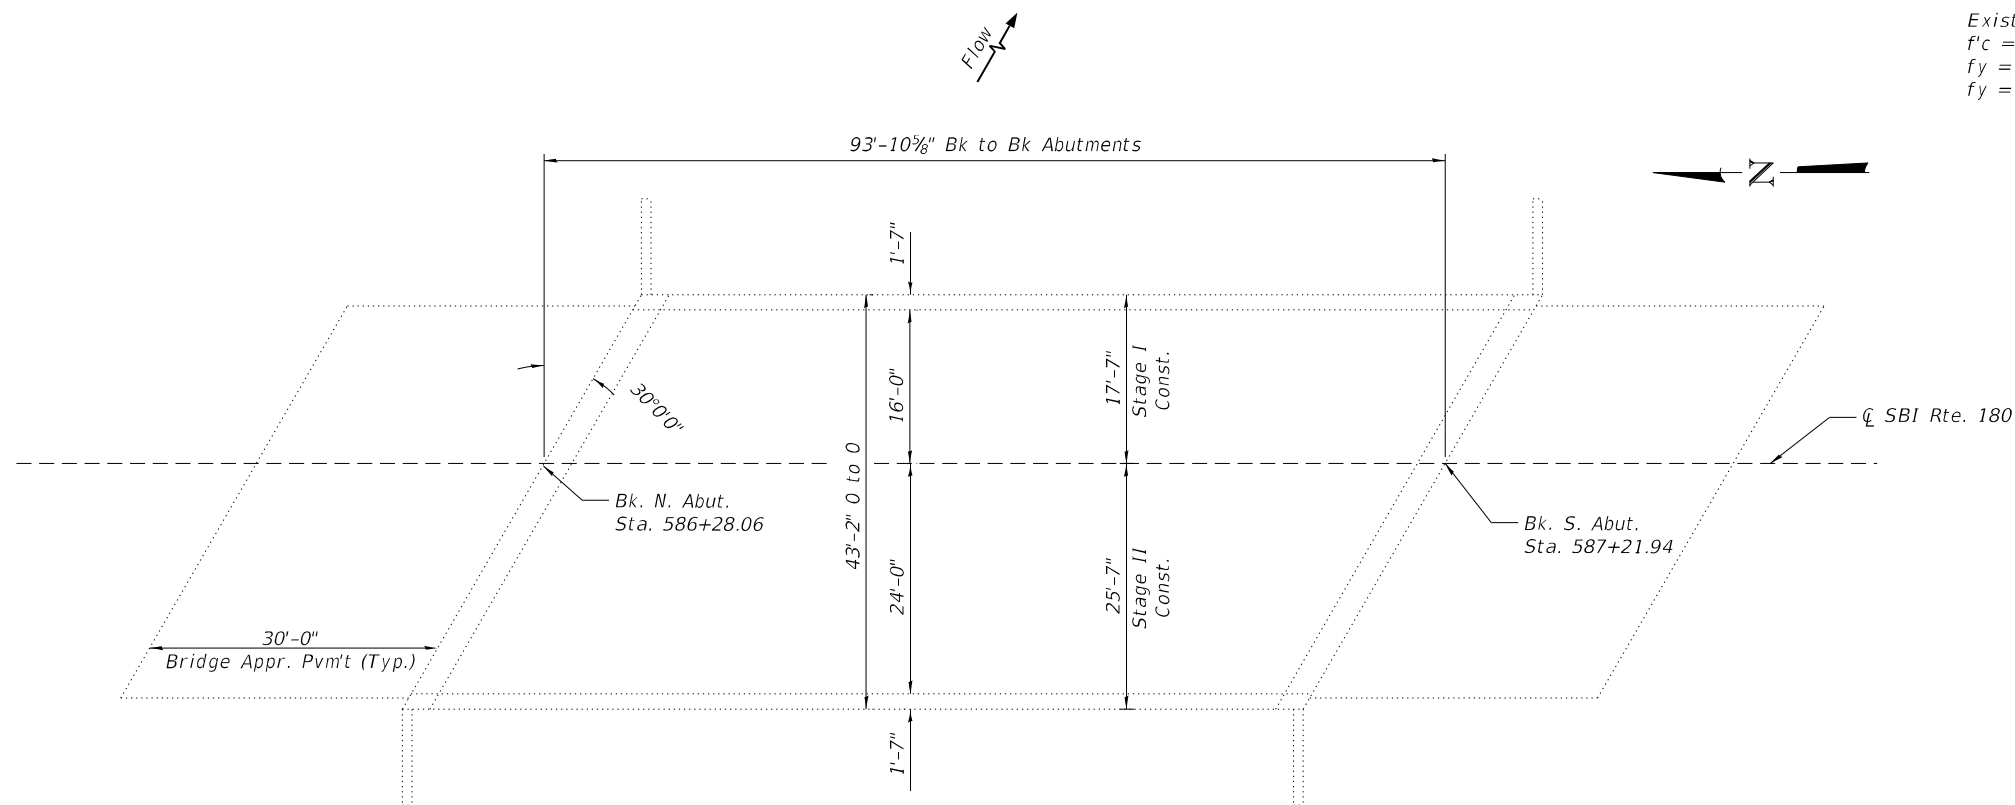 Flow
Exist
f'c =
fy =
fy =
93'-10⅝" Bk to Bk Abutments
N
1'-7"
16'-0"
17'-7"
Stage I
Const.
30°0'0"
43'-2" O to O
℄ SBI Rte. 180
Bk. N. Abut.
Sta. 586+28.06
Bk. S. Abut.
Sta. 587+21.94
24'-0"
25'-7"
Stage II
Const.
30'-0"
Bridge Appr. Pvm't (Typ.)
1'-7"